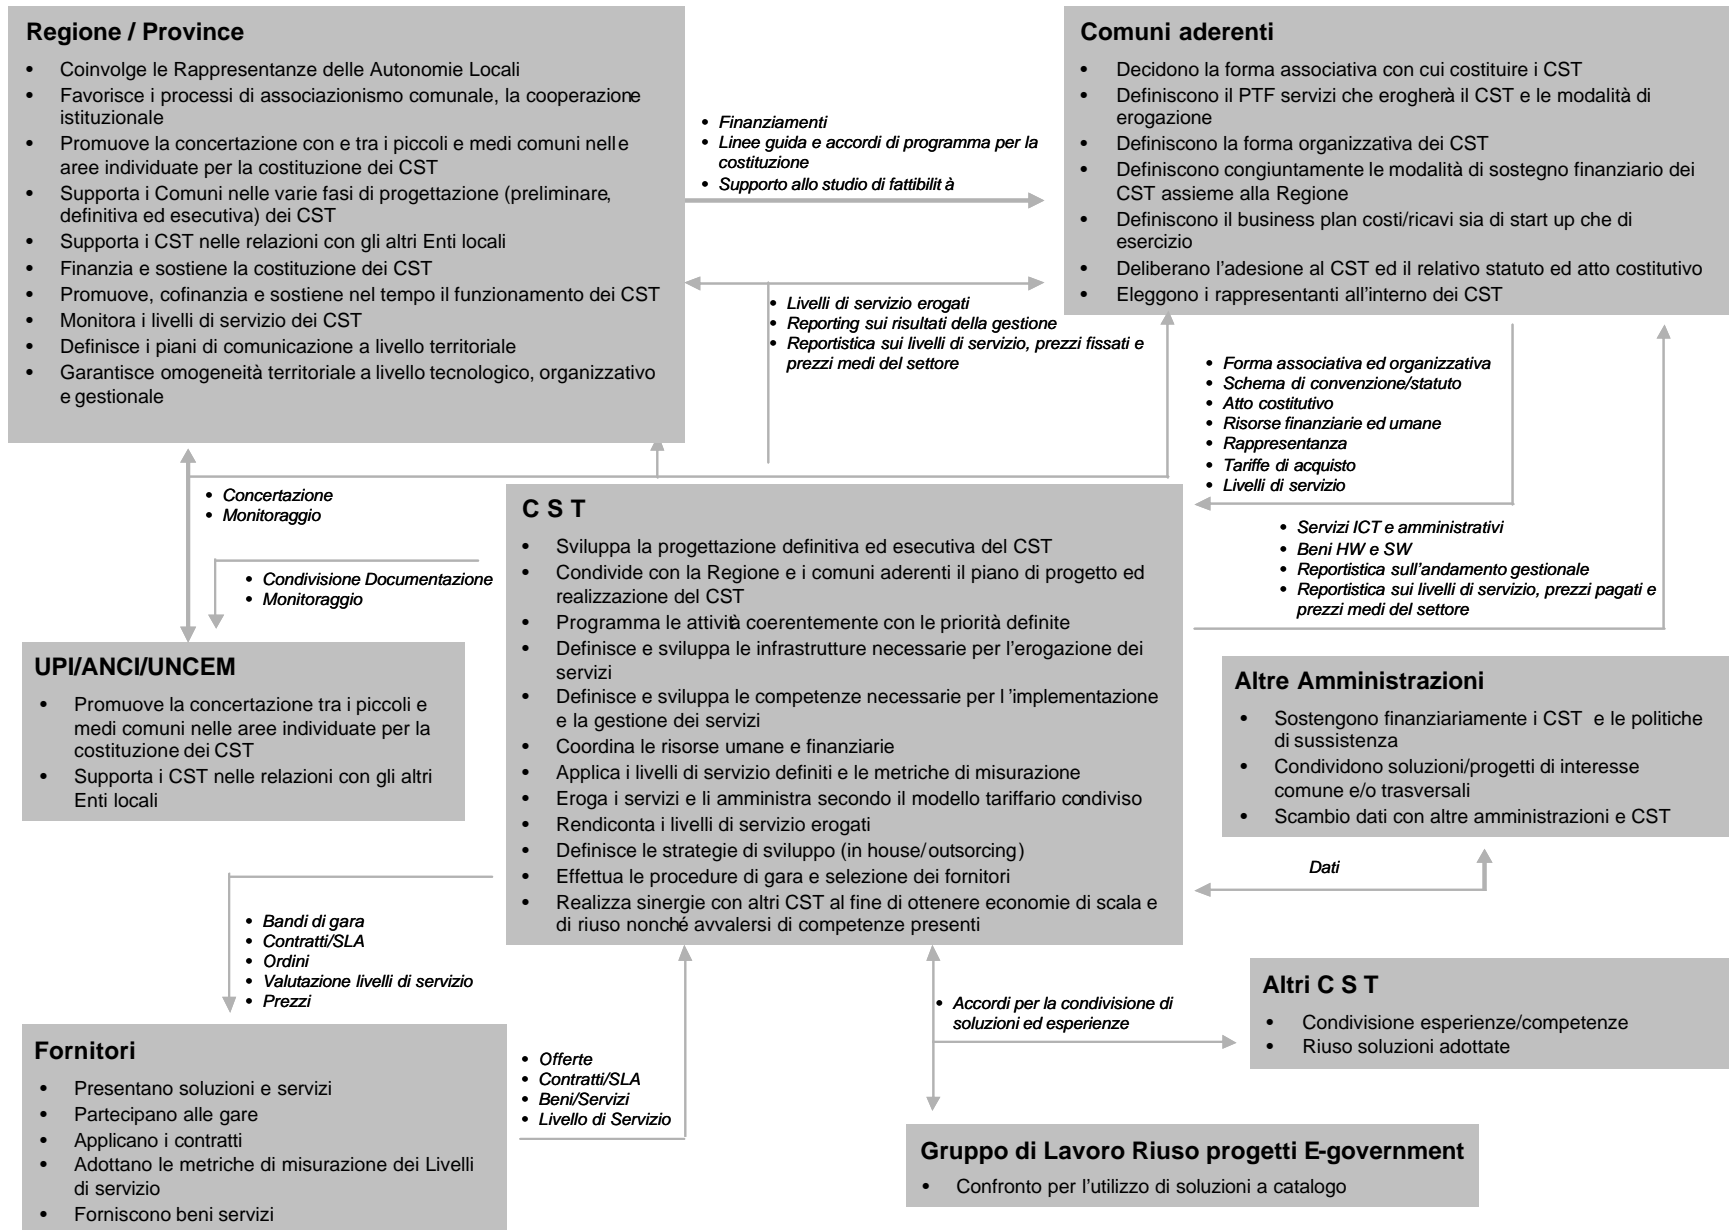 Regione / Province
• Coinvolge le Rappresentanze delle Autonomie Locali
• Favorisce i processi di associazionismo comunale, la cooperazione
istituzionale
• Promuove la concertazione con e tra i piccoli e medi comuni nelle
aree individuate per la costituzione dei CST
• Supporta i Comuni nelle varie fasi di progettazione (preliminare,
definitiva ed esecutiva) dei CST
• Supporta i CST nelle relazioni con gli altri Enti locali
• Finanzia e sostiene la costituzione dei CST
• Promuove, cofinanzia e sostiene nel tempo il funzionamento dei CST
• Monitora i livelli di servizio dei CST
• Definisce i piani di comunicazione a livello territoriale
• Garantisce omogeneità territoriale a livello tecnologico, organizzativo
e gestionale
• Finanziamenti
• Linee guida e accordi di programma per la
costituzione
• Supporto allo studio di fattibilità
Comuni aderenti
• Decidono la forma associativa con cui costituire i CST
• Definiscono il PTF servizi che erogherà il CST e le modalità di
erogazione
• Definiscono la forma organizzativa dei CST
• Definiscono congiuntamente le modalità di sostegno finanziario dei
CST assieme alla Regione
• Definiscono il business plan costi/ricavi sia di start up che di
esercizio
• Deliberano l'adesione al CST ed il relativo statuto ed atto costitutivo
• Eleggono i rappresentanti all'interno dei CST
• Livelli di servizio erogati
• Reporting sui risultati della gestione
• Reportistica sui livelli di servizio, prezzi fissati e
prezzi medi del settore
• Forma associativa ed organizzativa
• Schema di convenzione/statuto
• Atto costitutivo
• Risorse finanziarie ed umane
• Rappresentanza
• Tariffe di acquisto
• Livelli di servizio
• Concertazione
• Monitoraggio
• Condivisione Documentazione
• Monitoraggio
C S T
• Sviluppa la progettazione definitiva ed esecutiva del CST
• Condivide con la Regione e i comuni aderenti il piano di progetto ed
realizzazione del CST
• Programma le attività coerentemente con le priorità definite
• Definisce e sviluppa le infrastrutture necessarie per l'erogazione dei
servizi
• Definisce e sviluppa le competenze necessarie per l'implementazione
e la gestione dei servizi
• Coordina le risorse umane e finanziarie
• Applica i livelli di servizio definiti e le metriche di misurazione
• Eroga i servizi e li amministra secondo il modello tariffario condiviso
• Rendiconta i livelli di servizio erogati
• Definisce le strategie di sviluppo (in house/outsorcing)
• Effettua le procedure di gara e selezione dei fornitori
• Realizza sinergie con altri CST al fine di ottenere economie di scala e
di riuso nonché avvalersi di competenze presenti
• Servizi ICT e amministrativi
• Beni HW e SW
• Reportistica sull'andamento gestionale
• Reportistica sui livelli di servizio, prezzi pagati e
prezzi medi del settore
UPI/ANCI/UNCEM
• Promuove la concertazione tra i piccoli e
medi comuni nelle aree individuate per la
costituzione dei CST
• Supporta i CST nelle relazioni con gli altri
Enti locali
Altre Amministrazioni
• Sostengono finanziariamente i CST e le politiche
di sussistenza
• Condividono soluzioni/progetti di interesse
comune e/o trasversali
• Scambio dati con altre amministrazioni e CST
Dati
• Bandi di gara
• Contratti/SLA
• Ordini
• Valutazione livelli di servizio
• Prezzi
Fornitori
• Presentano soluzioni e servizi
• Partecipano alle gare
• Applicano i contratti
• Adottano le metriche di misurazione dei Livelli
di servizio
• Forniscono beni servizi
• Offerte
• Contratti/SLA
• Beni/Servizi
• Livello di Servizio
• Accordi per la condivisione di
soluzioni ed esperienze
Altri C S T
• Condivisione esperienze/competenze
• Riuso soluzioni adottate
Gruppo di Lavoro Riuso progetti E-government
• Confronto per l'utilizzo di soluzioni a catalogo